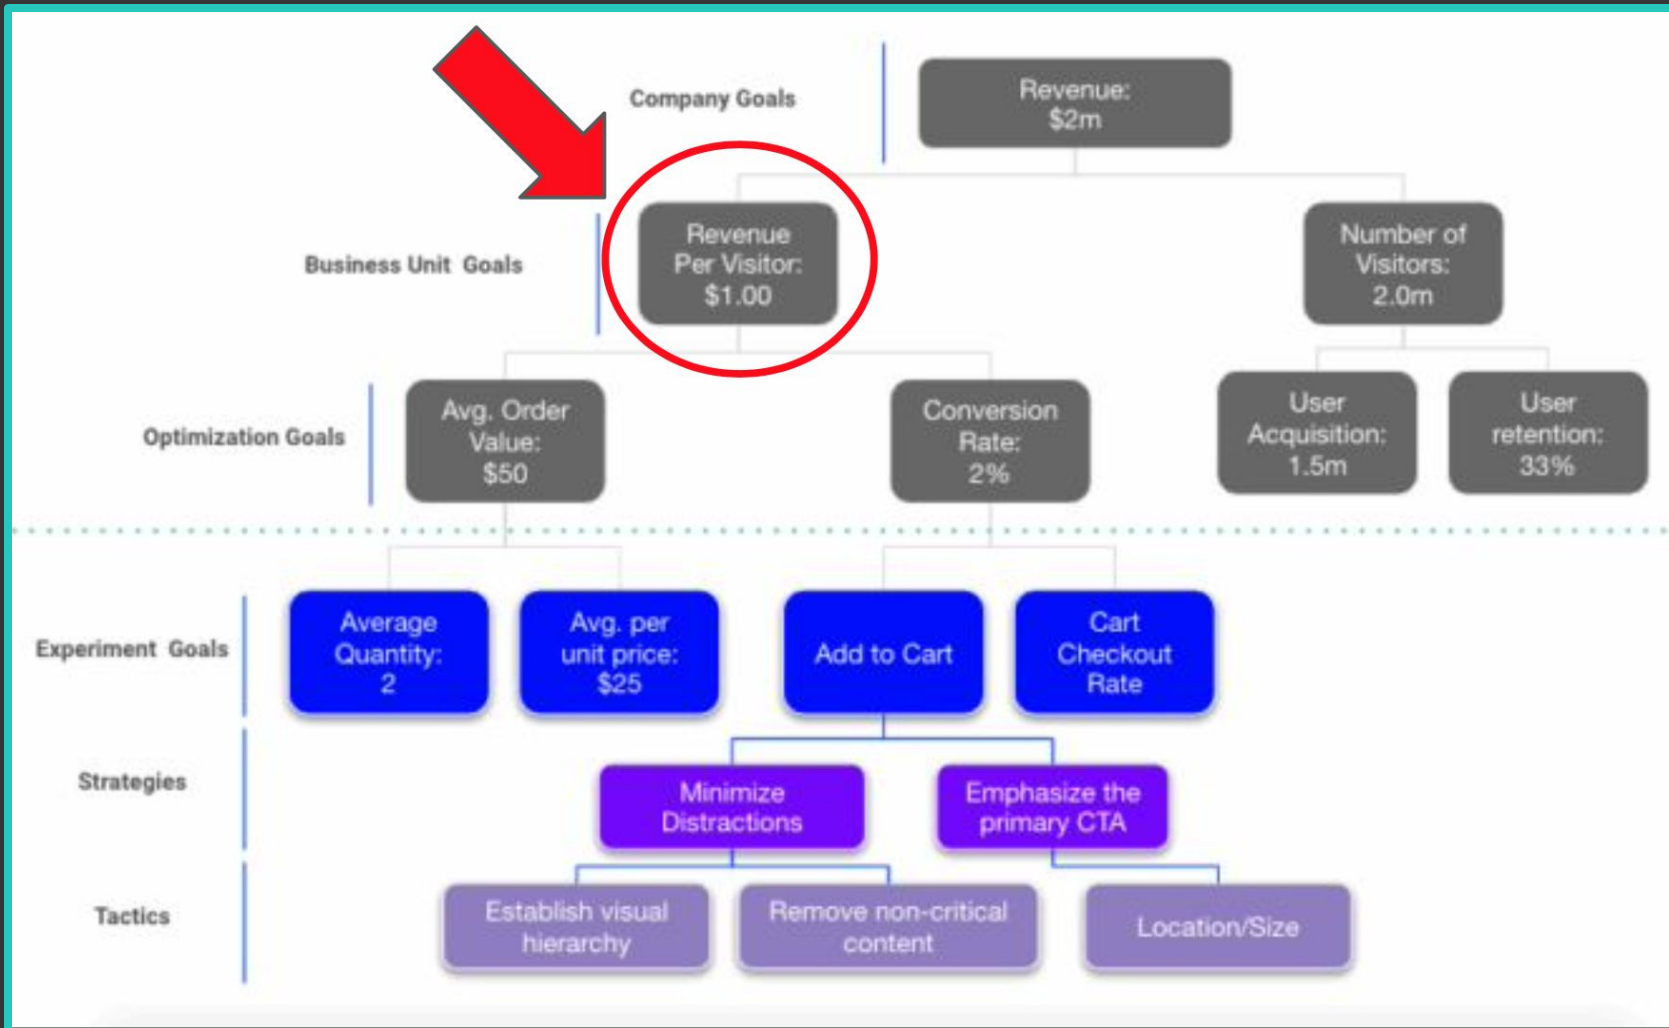 Company Goals
Revenue:
$2m
Business Unit  Goals
Revenue
Per Visitor:
$1.00
Number of
Visitors:
2.0m
Optimization Goals
Avg. Order
Value:
$50
Conversion
Rate:
2%
User
Acquisition:
1.5m
User
retention:
33%
Experiment  Goals
Average
Quantity:
2
Avg. per
unit price:
$25
Add to Cart
Cart
Checkout
Rate
Strategies
Minimize
Distractions
Emphasize the
primary CTA
Tactics
Establish visual
hierarchy
Remove non-critical
content
Location/Size